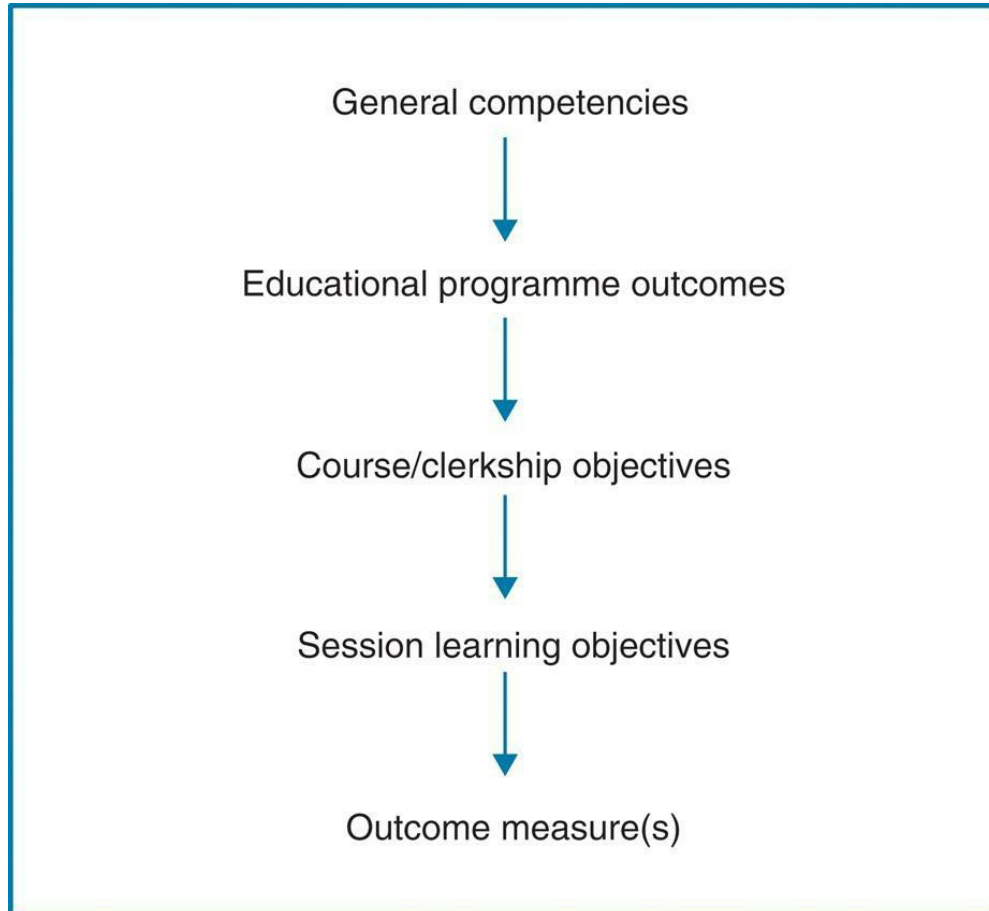 General competencies
Educational programme outcomes
Course/clerkship objectives
Session learning objectives
Outcome measure(s)